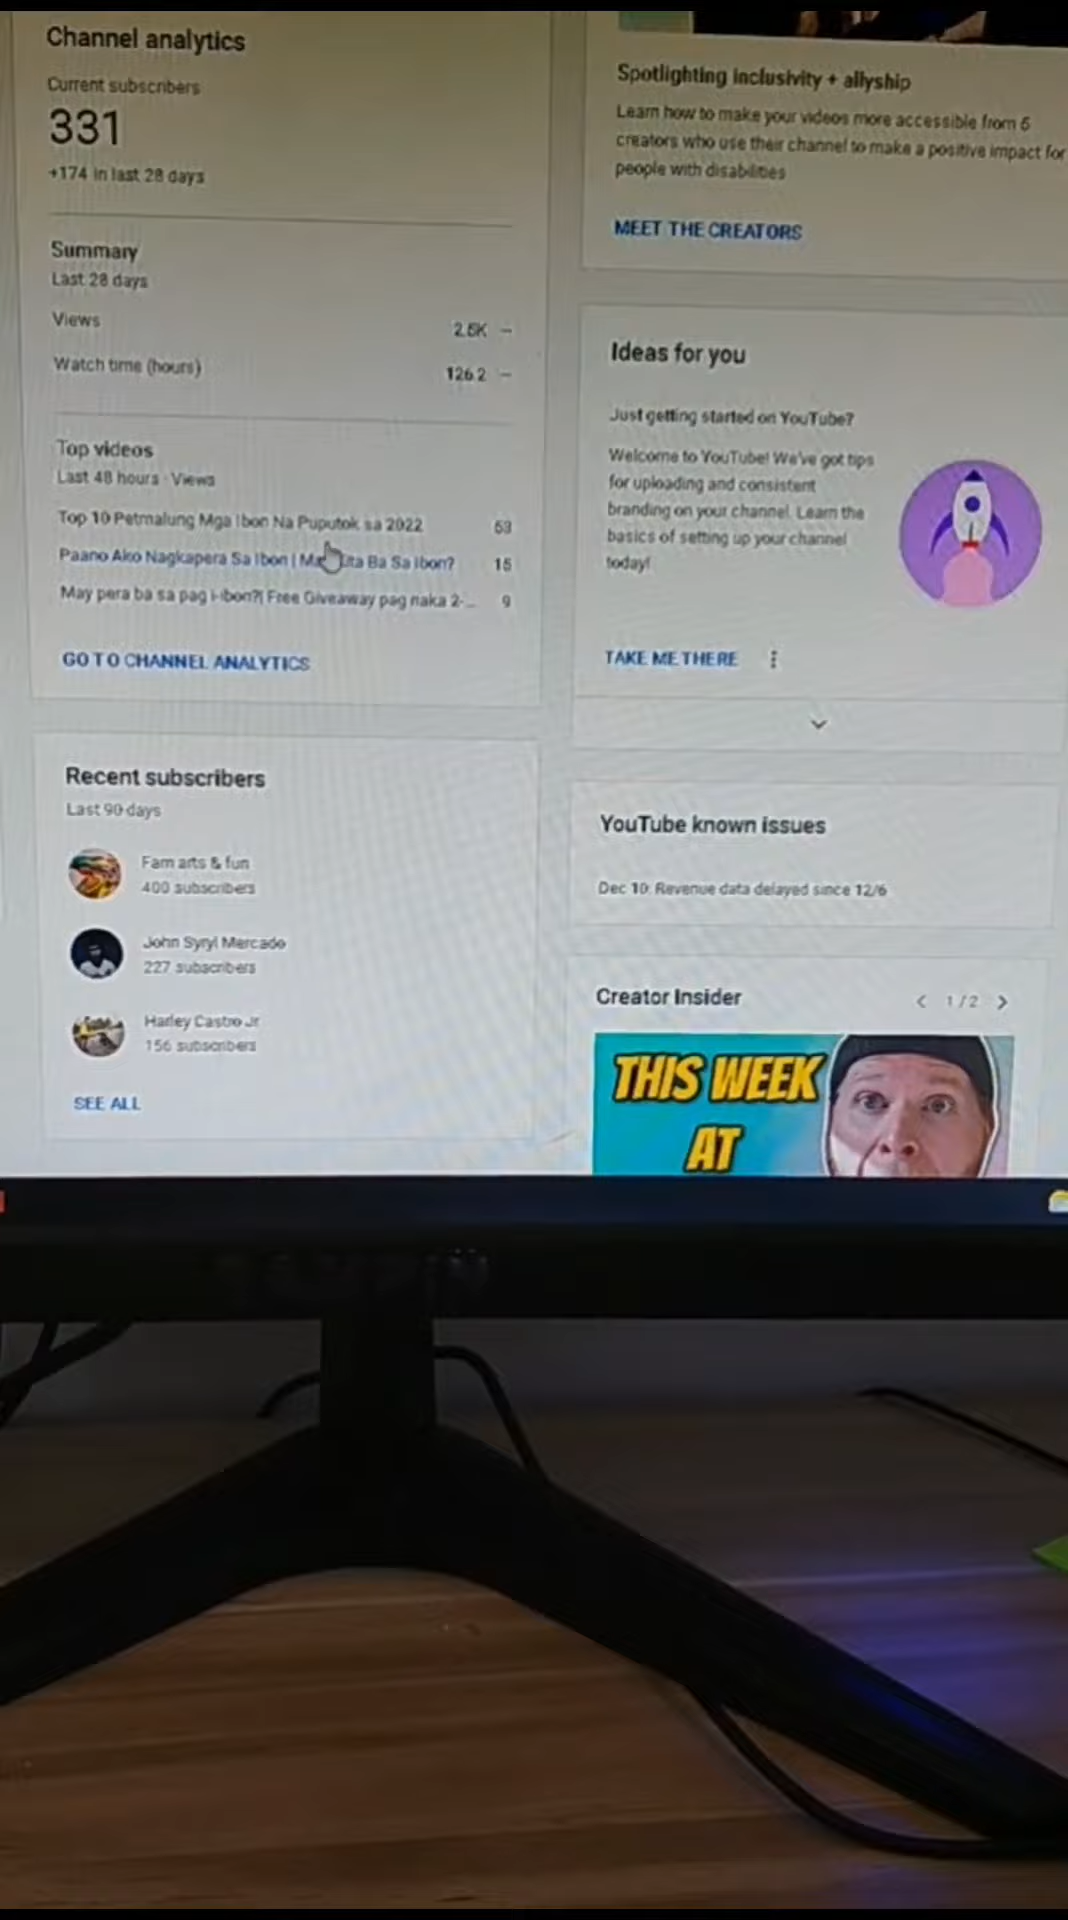 Channel analytics
Current subscribers
331
+174 in last 28 days
Summary
Last 28 days
Views
—
Watch time (hours)
126.2 —
Top videos
Last 48 hours · Views
Top 10 Petmalung Mga Ibon Na Puputok sa 2022
Paano Ako Nagkapera Sa Ibon | Ba Sa Ibon? 15
May pera ba sa pag i-ibon?| Free Giveaway pag naka 2-... 9
GO TO CHANNEL ANALYTICS
Recent subscribers
Last 90 days
Fam arts & fun
400 subscribers
John Syryl Mercado
227 subscribers
Harley Castro Jr
156 subscribers
SEE ALL
Spotlighting inclusivity + allyship
Learn how to make your videos more accessible from 6
creators who use their channel to make a positive impact for
people with disabilities
MEET THE CREATORS
Ideas for you
Just getting started on YouTube?
Welcome to YouTube! We've got tips
for uploading and consistent
branding on your channel. Learn the
basics of setting up your channel
today!
TAKE ME THERE
YouTube known issues
Dec 10: Revenue data delayed since 12/6
Creator Insider
1 / 2
THIS WEEK
AT